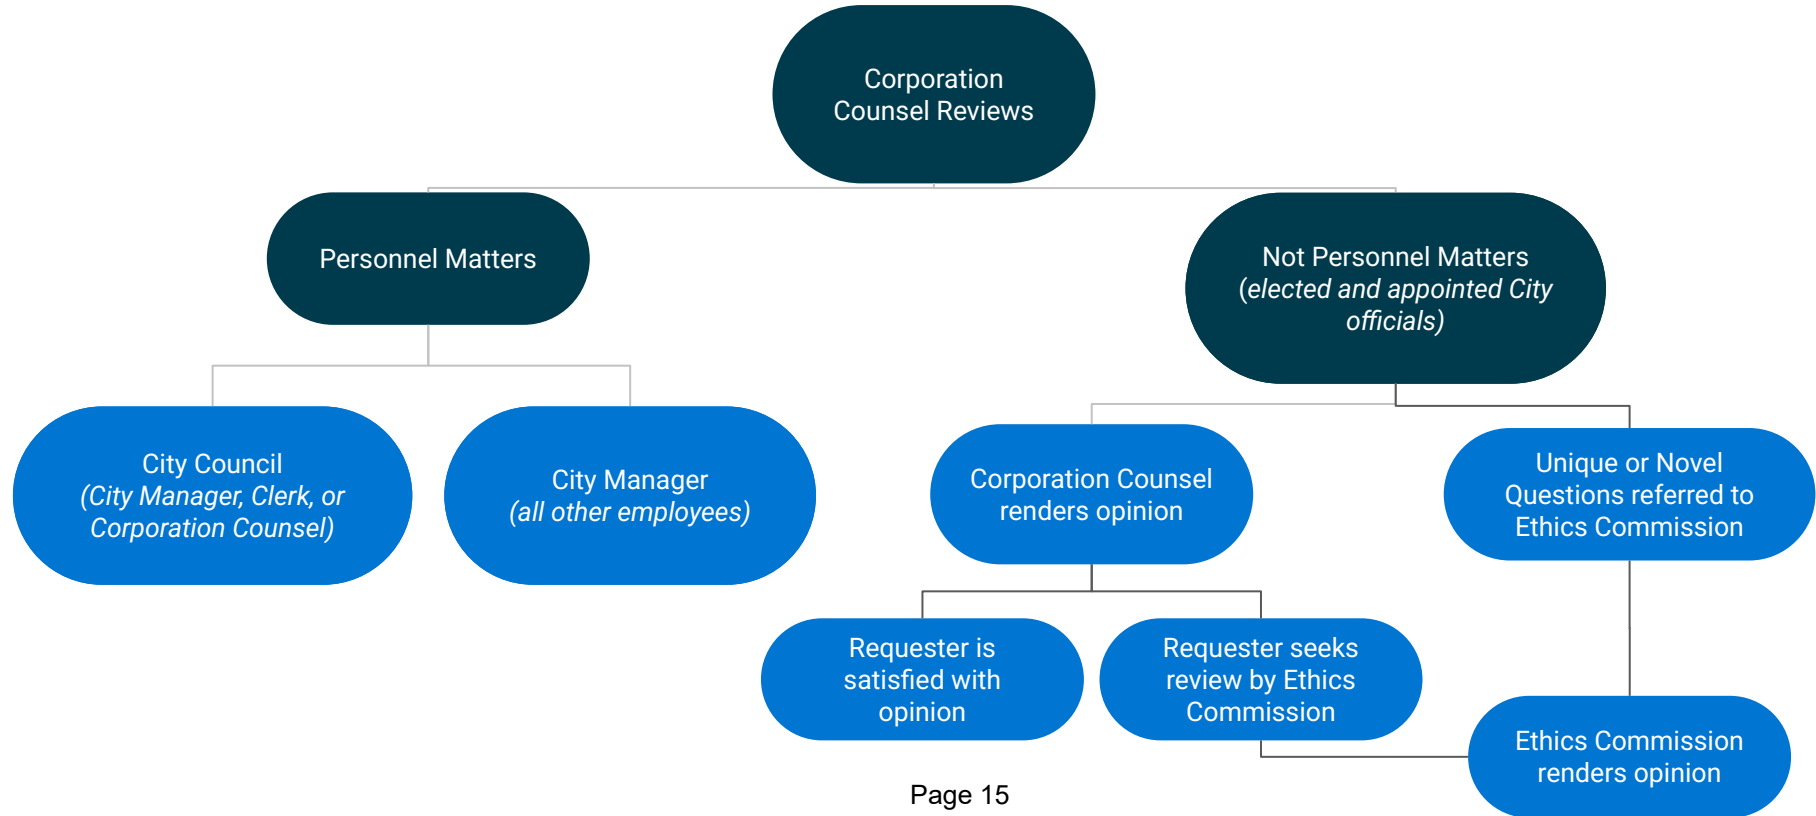 Corporation
Counsel Reviews
Personnel Matters
Not Personnel Matters
(elected and appointed City
officials)
City Council
(City Manager, Clerk, or
Corporation Counsel)
City Manager
(all other employees)
Corporation Counsel
renders opinion
Unique or Novel
Questions referred to
Ethics Commission
Requester is
satisfied with
opinion
Requester seeks
review by Ethics
Commission
Ethics Commission
renders opinion
Page 15